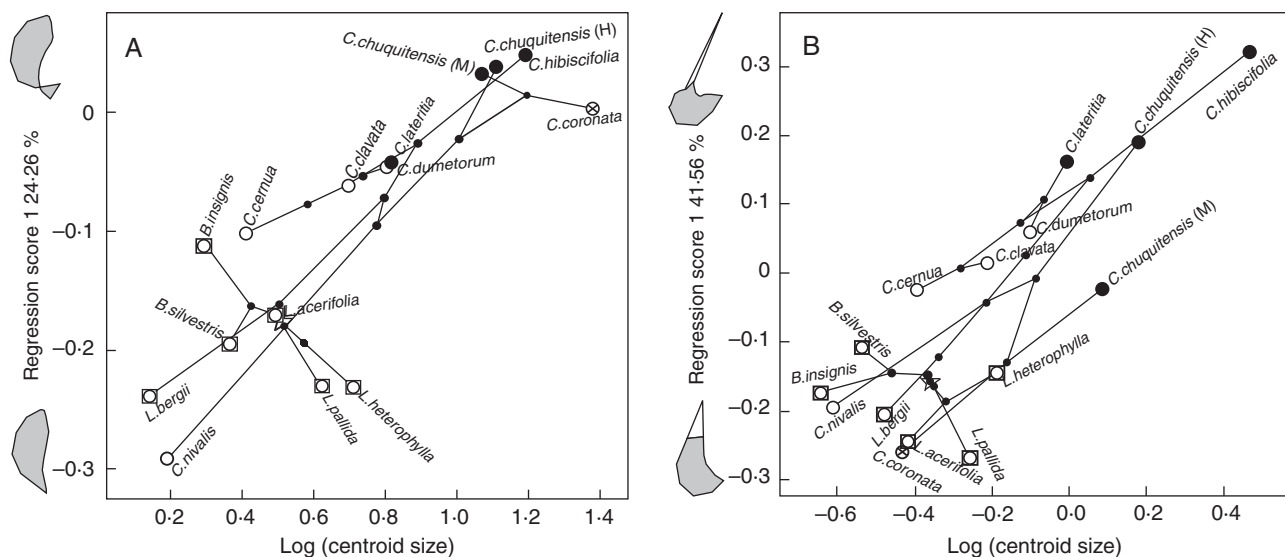 A
C.chuquitensis (M)
C.chuquitensis (H)
C.hibiscifolia
C.coronata
C.lateritia
C.clavata
C.dumetorum
C.cernua
B.insignis
B.silvestris
L.acerifolia
L.bergii
L.pallida
L.heterophylla
C.nivalis
0
−0·1
−0·2
−0·3
Regression score 1 24·26 %
0·2 0·4 0·6 0·8 1·0 1·2 1·4
Log (centroid size)
B
C.hibiscifolia
C.chuquitensis (H)
C.lateritia
C.dumetorum
C.chuquitensis (M)
C.clavata
C.cernua
B.silvestris
B.insignis
L.heterophylla
C.nivalis
L.bergii
L.acerifolia
L.pallida
C.coronata
0·3
0·2
0·1
0
−0·1
−0·2
−0·3
Regression score 1 41·56 %
−0·6 −0·4 −0·2 0·0 0·2 0·4
Log (centroid size)